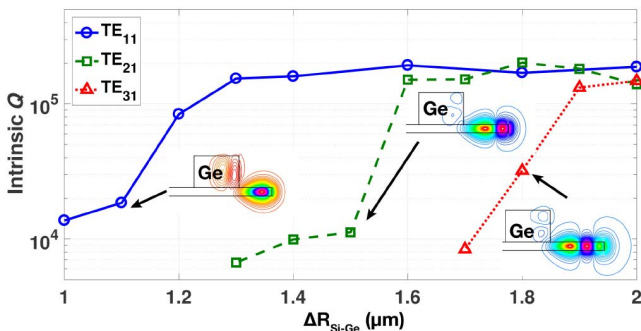 TE11
TE21
TE31
Intrinsic Q
10^5
10^4
Ge
Ge
Ge
1
1.2
1.4
1.6
1.8
2
ΔR_Si-Ge (μm)